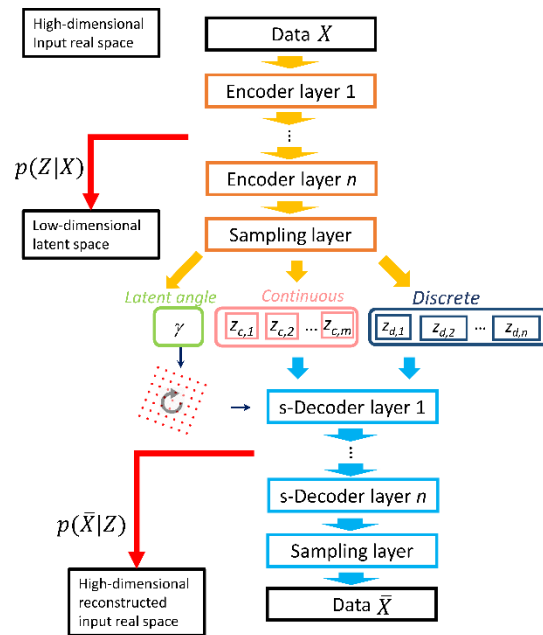 High-dimensional
Input real space
Data X
Encoder layer 1
⋮
p(Z|X)
Encoder layer n
Low-dimensional
latent space
Sampling layer
Latent angle
Continuous
Discrete
γ
z_{c,1} z_{c,2} ... z_{c,m}
z_{d,1} z_{d,2} ... z_{d,n}
s-Decoder layer 1
⋮
s-Decoder layer n
p(X̄|Z)
Sampling layer
High-dimensional
reconstructed
input real space
Data X̄